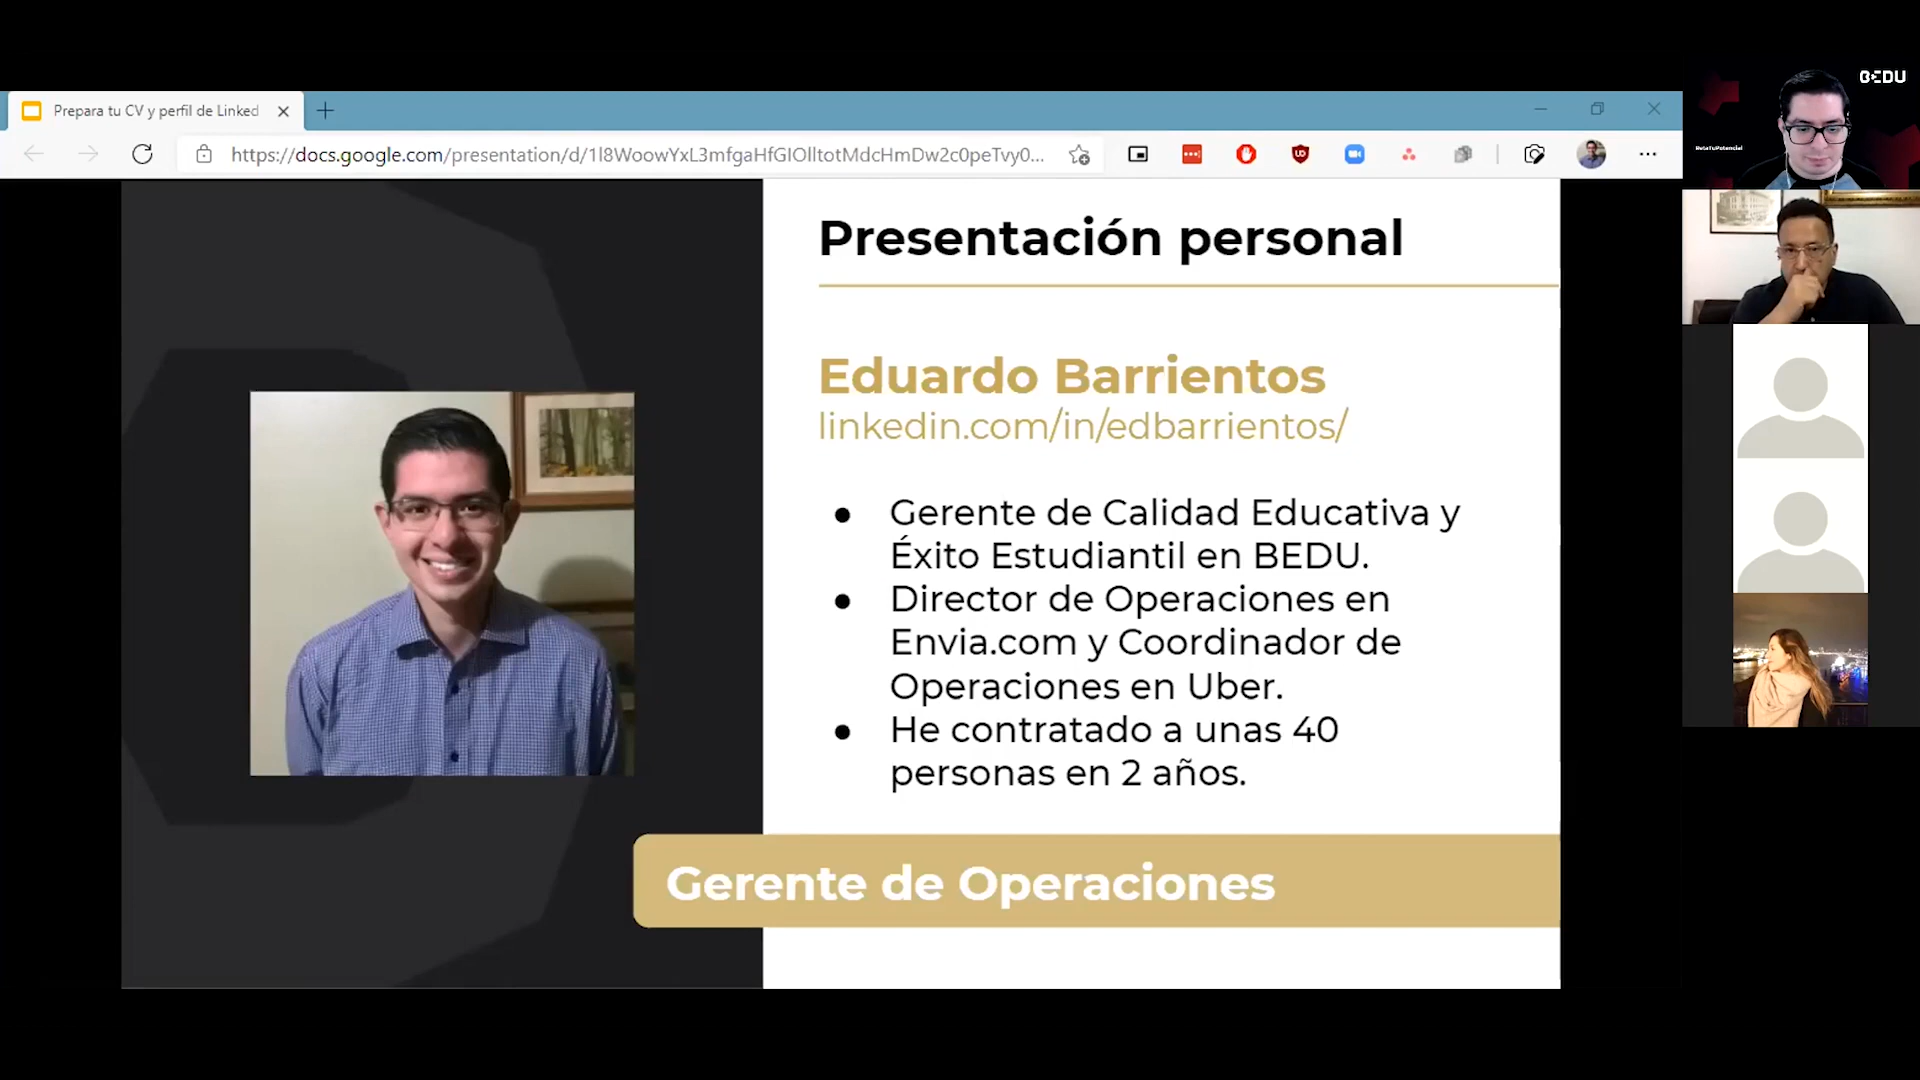 Prepara tu CV y perfil de Linked
https://docs.google.com/presentation/d/1l8WoowYxL3mfgaHfGIOlltotMdcHmDw2c0peTvy0...
BEDU
BetaTuPotencial
Presentación personal
Eduardo Barrientos
linkedin.com/in/edbarrientos/
● Gerente de Calidad Educativa y
Éxito Estudiantil en BEDU.
● Director de Operaciones en
Envia.com y Coordinador de
Operaciones en Uber.
● He contratado a unas 40
personas en 2 años.
Gerente de Operaciones